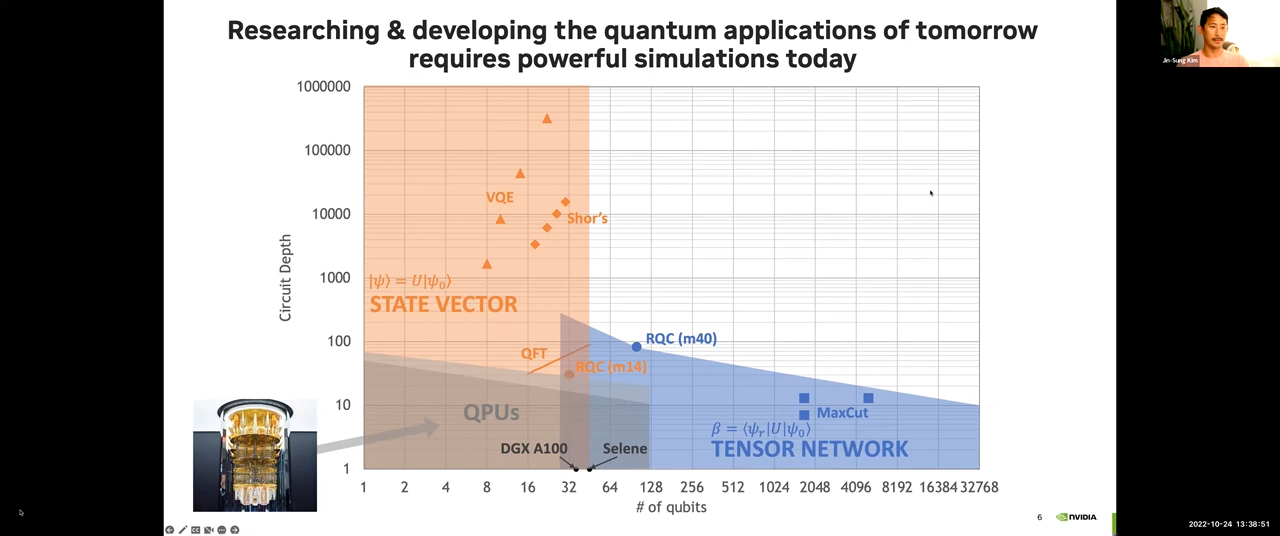 Researching & developing the quantum applications of tomorrow
requires powerful simulations today
Jin-Sung Kim
1000000
100000
10000
1000
100
10
1
Circuit Depth
VQE
Shor's
|ψ⟩ = U|ψ₀⟩
STATE VECTOR
QFT
RQC (m40)
RQC (m14)
QPUs
MaxCut
β = ⟨ψᵣ|U|ψ₀⟩
TENSOR NETWORK
DGX A100
Selene
1 2 4 8 16 32 64 128 256 512 1024 2048 4096 8192 16384 32768
# of qubits
6
NVIDIA
2022-10-24 13:38:51